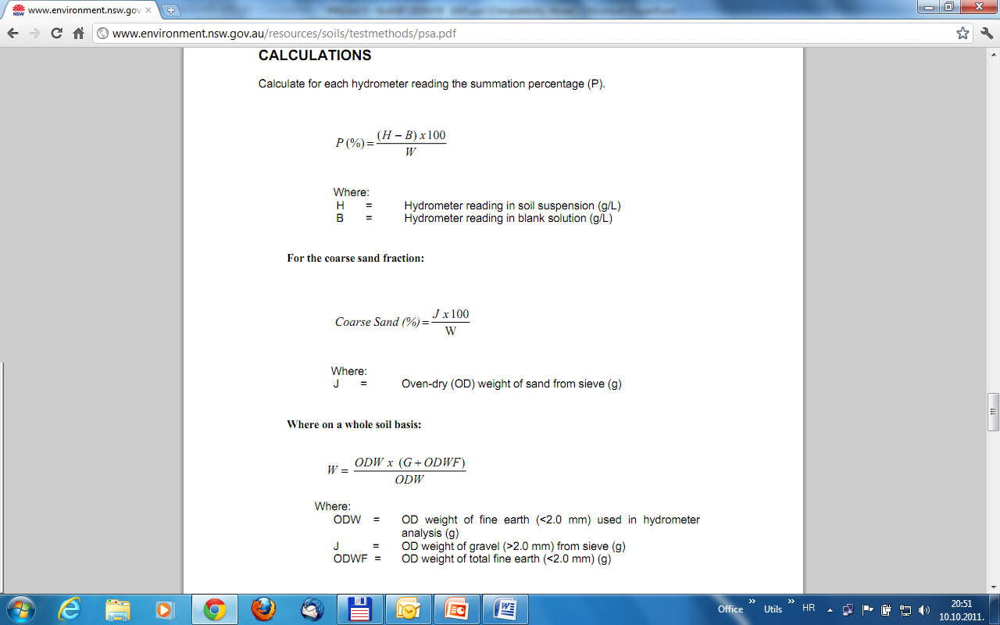 www.environment.nsw.gov
www.environment.nsw.gov.au/resources/soils/testmethods/psa.pdf
CALCULATIONS
Calculate for each hydrometer reading the summation percentage (P).
P (%) = (H – B) x 100 / W
Where:
H = Hydrometer reading in soil suspension (g/L)
B = Hydrometer reading in blank solution (g/L)
For the coarse sand fraction:
Coarse Sand (%) = J x 100 / W
Where:
J = Oven-dry (OD) weight of sand from sieve (g)
Where on a whole soil basis:
W = ODW x (G + ODWF) / ODW
Where:
ODW = OD weight of fine earth (<2.0 mm) used in hydrometer
analysis (g)
J = OD weight of gravel (>2.0 mm) from sieve (g)
ODWF = OD weight of total fine earth (<2.0 mm) (g)
Office » Utils » HR 20:51
10.10.2011.